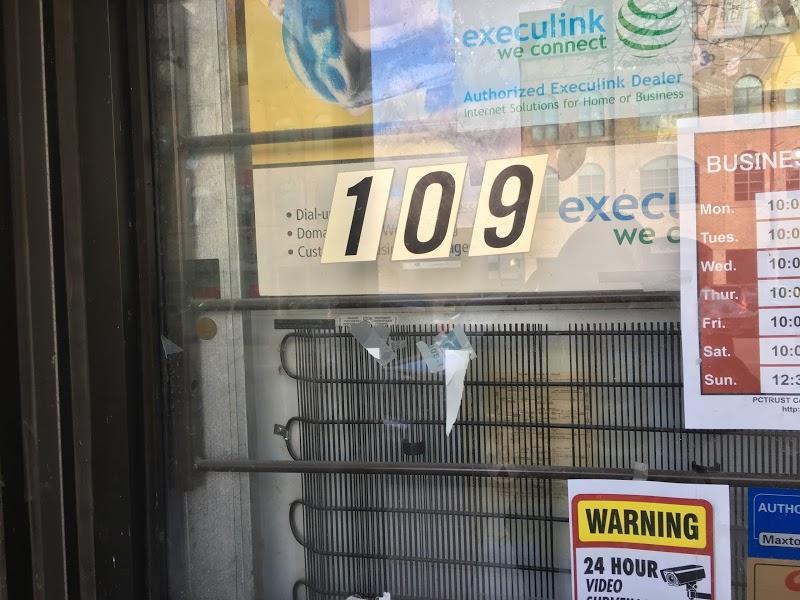 execulink
we connect
Authorized Execulink Dealer
Internet Solutions for Home or Business
109
• Dial-u
• Doma
• Cust
execu
we c
BUSINES
Mon. 10:0
Tues. 10:0
Wed. 10:0
Thur. 10:0
Fri. 10:0
Sat. 10:0
Sun. 12:3
PCTRUST Co
http:
WARNING
24 HOUR
VIDEO
AUTHO
Maxto